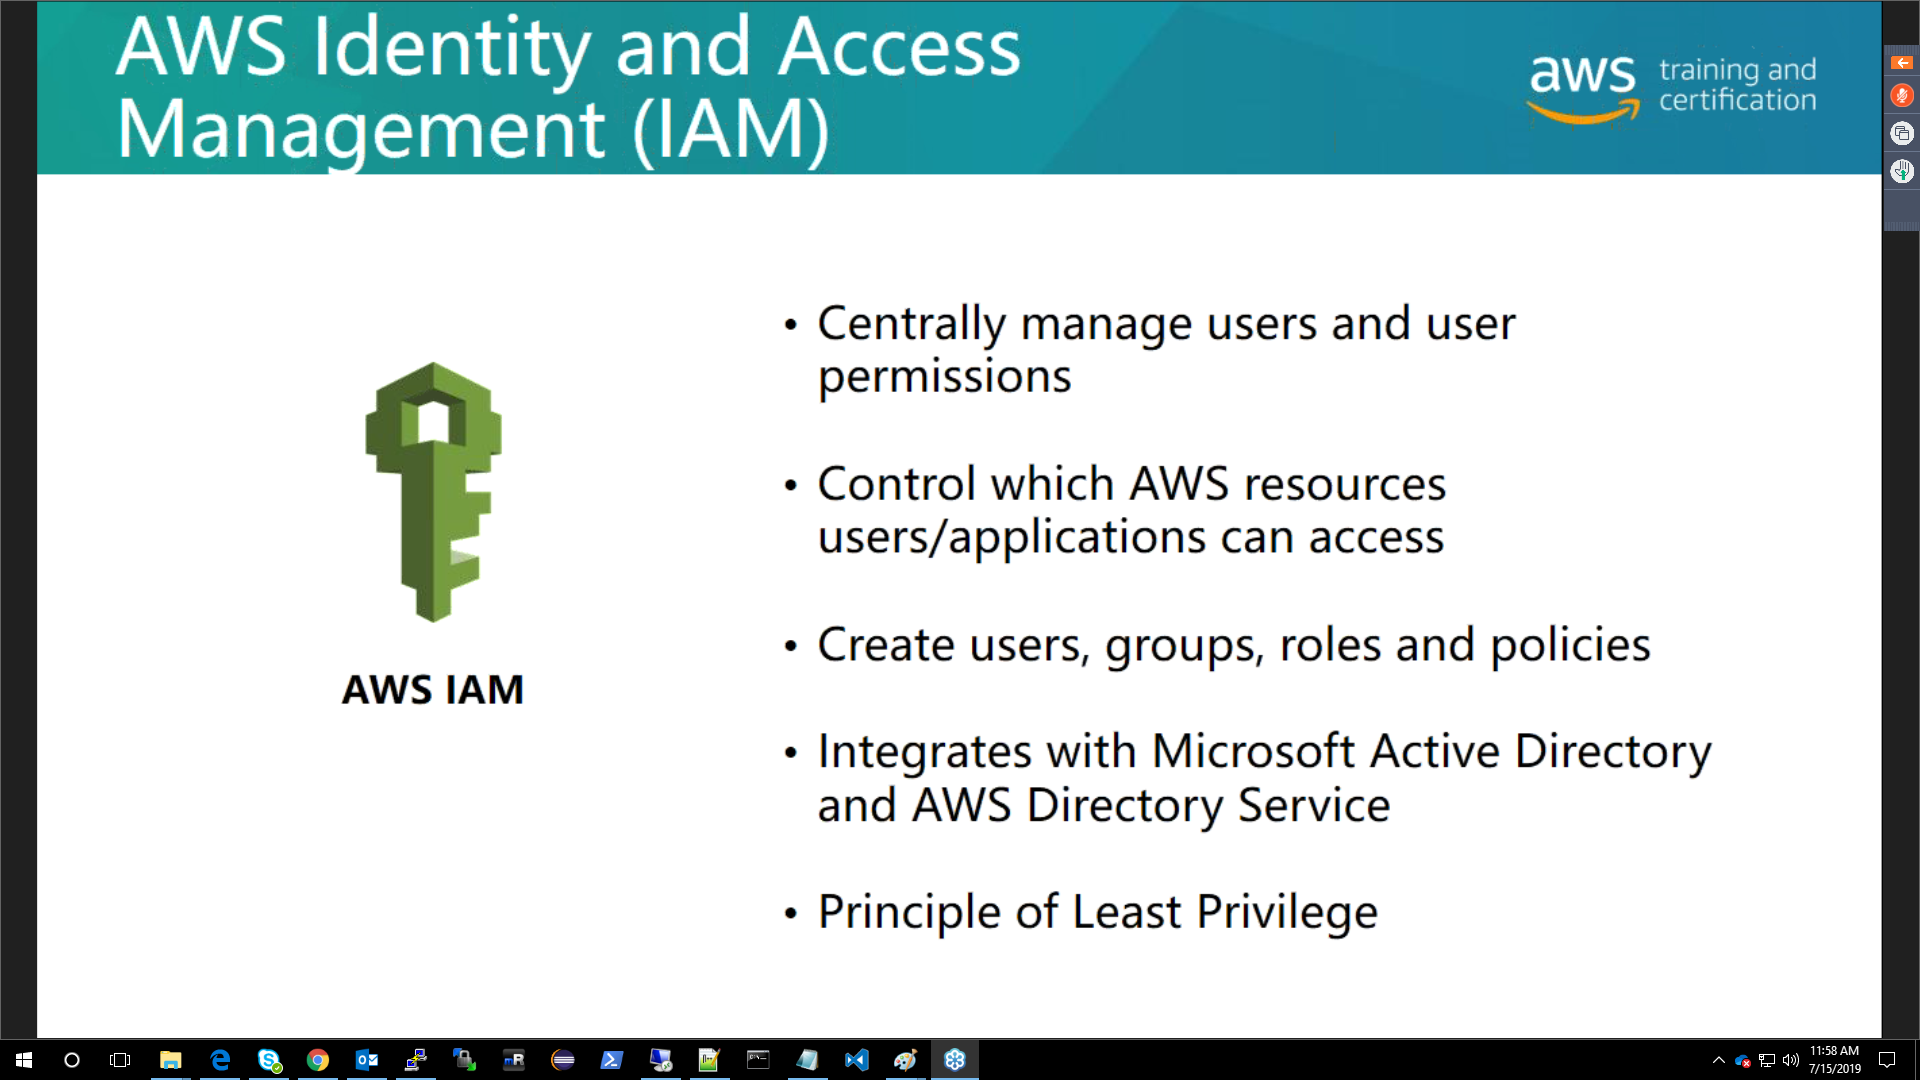 AWS Identity and Access
Management (IAM)
aws training and
certification
• Centrally manage users and user
permissions
• Control which AWS resources
users/applications can access
• Create users, groups, roles and policies
• Integrates with Microsoft Active Directory
and AWS Directory Service
• Principle of Least Privilege
AWS IAM
11:58 AM
7/15/2019